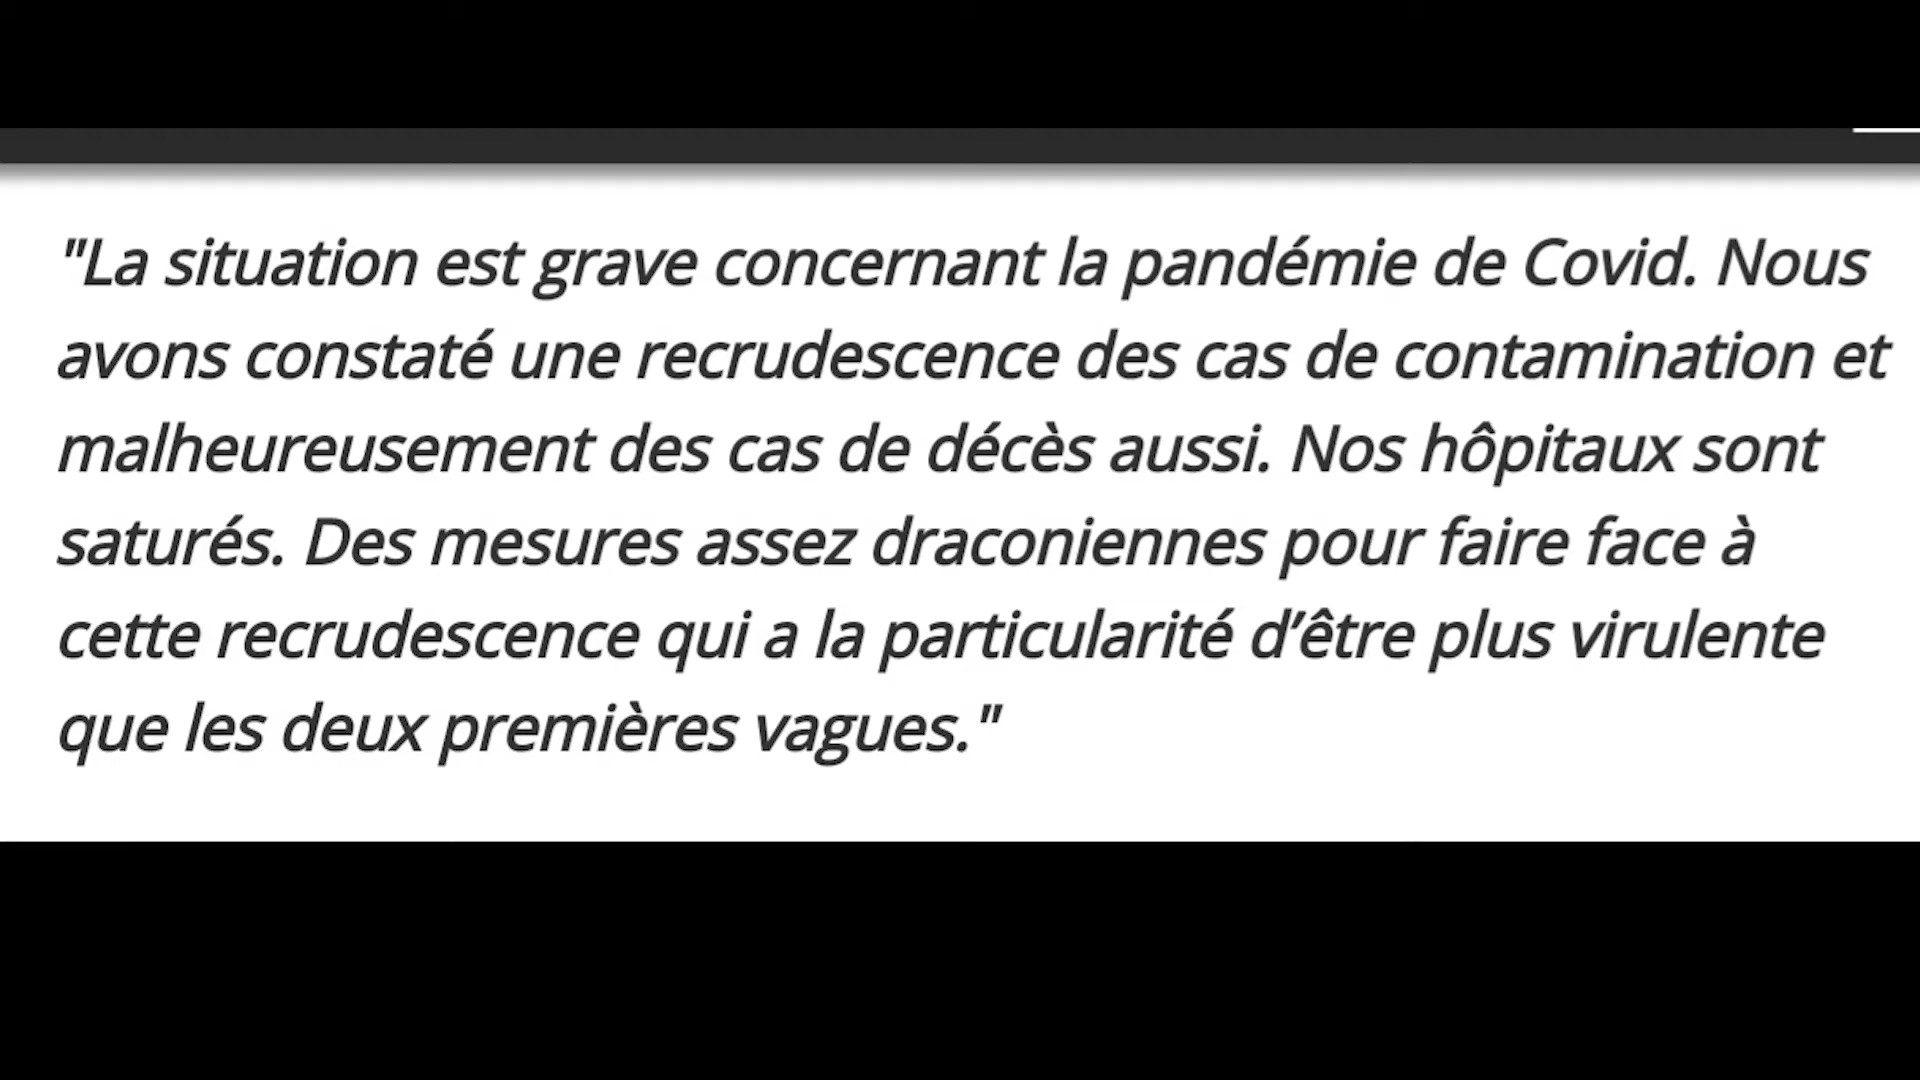 "La situation est grave concernant la pandémie de Covid. Nous
avons constaté une recrudescence des cas de contamination et
malheureusement des cas de décès aussi. Nos hôpitaux sont
saturés. Des mesures assez draconiennes pour faire face à
cette recrudescence qui a la particularité d’être plus virulente
que les deux premières vagues."